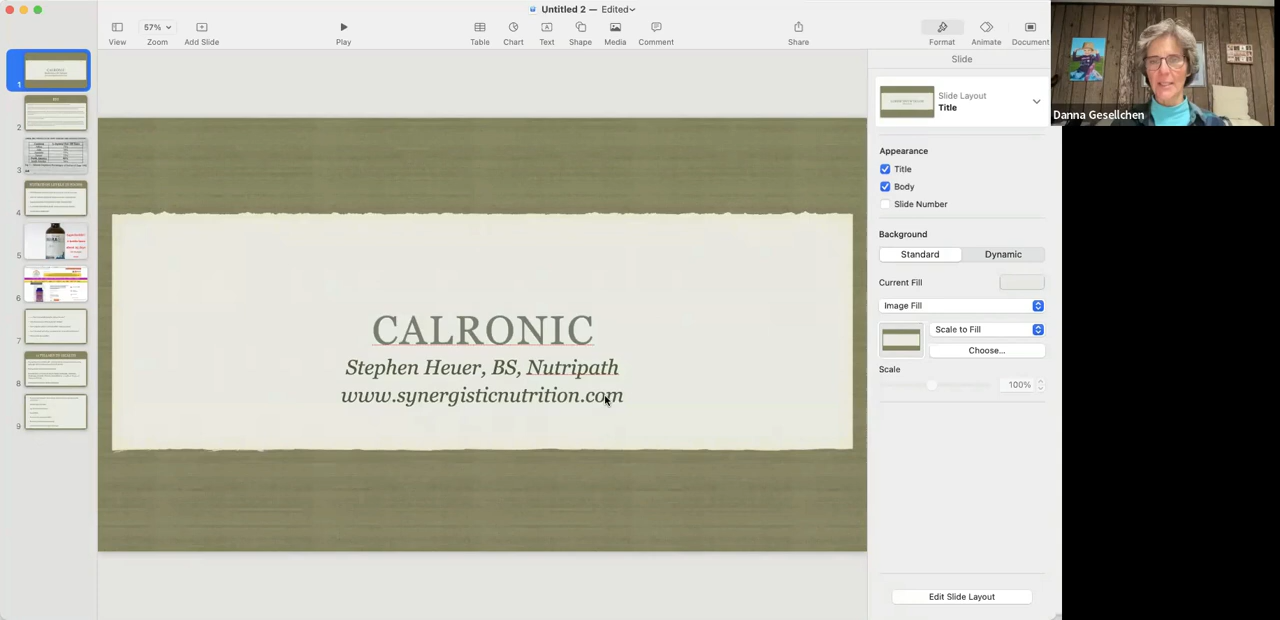 Untitled 2 — Edited
57%
View
Zoom
Add Slide
Play
Table
Chart
Text
Shape
Media
Comment
Share
Format
Animate
Document
Slide
Slide Layout
Title
Appearance
Title
Body
Slide Number
Background
Standard
Dynamic
Current Fill
Image Fill
Scale to Fill
Choose...
Scale
100%
Edit Slide Layout
1
2
3
4
5
6
7
8
9
CALRONIC
Stephen Heuer, BS, Nutripath
www.synergisticnutrition.com
Danna Gesellchen